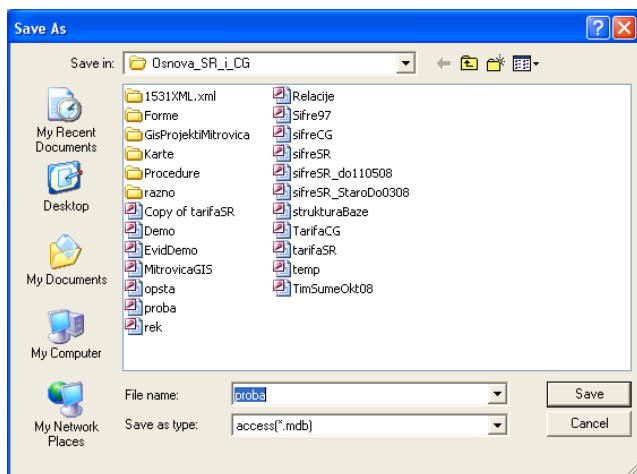 Save As
Save in: Osnova_SR_i_CG
My Recent
Documents
Desktop
My Documents
My Computer
My Network
Places
1531XML.xml
Forme
GisProjektiMitrovica
Karte
Procedure
razno
Copy of tarifaSR
Demo
EvidDemo
MitrovicaGIS
opsta
proba
rek
Relacije
Sifre97
sifreCG
sifreSR
sifreSR_do110508
sifreSR_StaroDo0308
strukturaBaze
TarifaCG
tarifaSR
temp
TimSumeOkt08
File name: proba Save
Save as type: access(*.mdb) Cancel